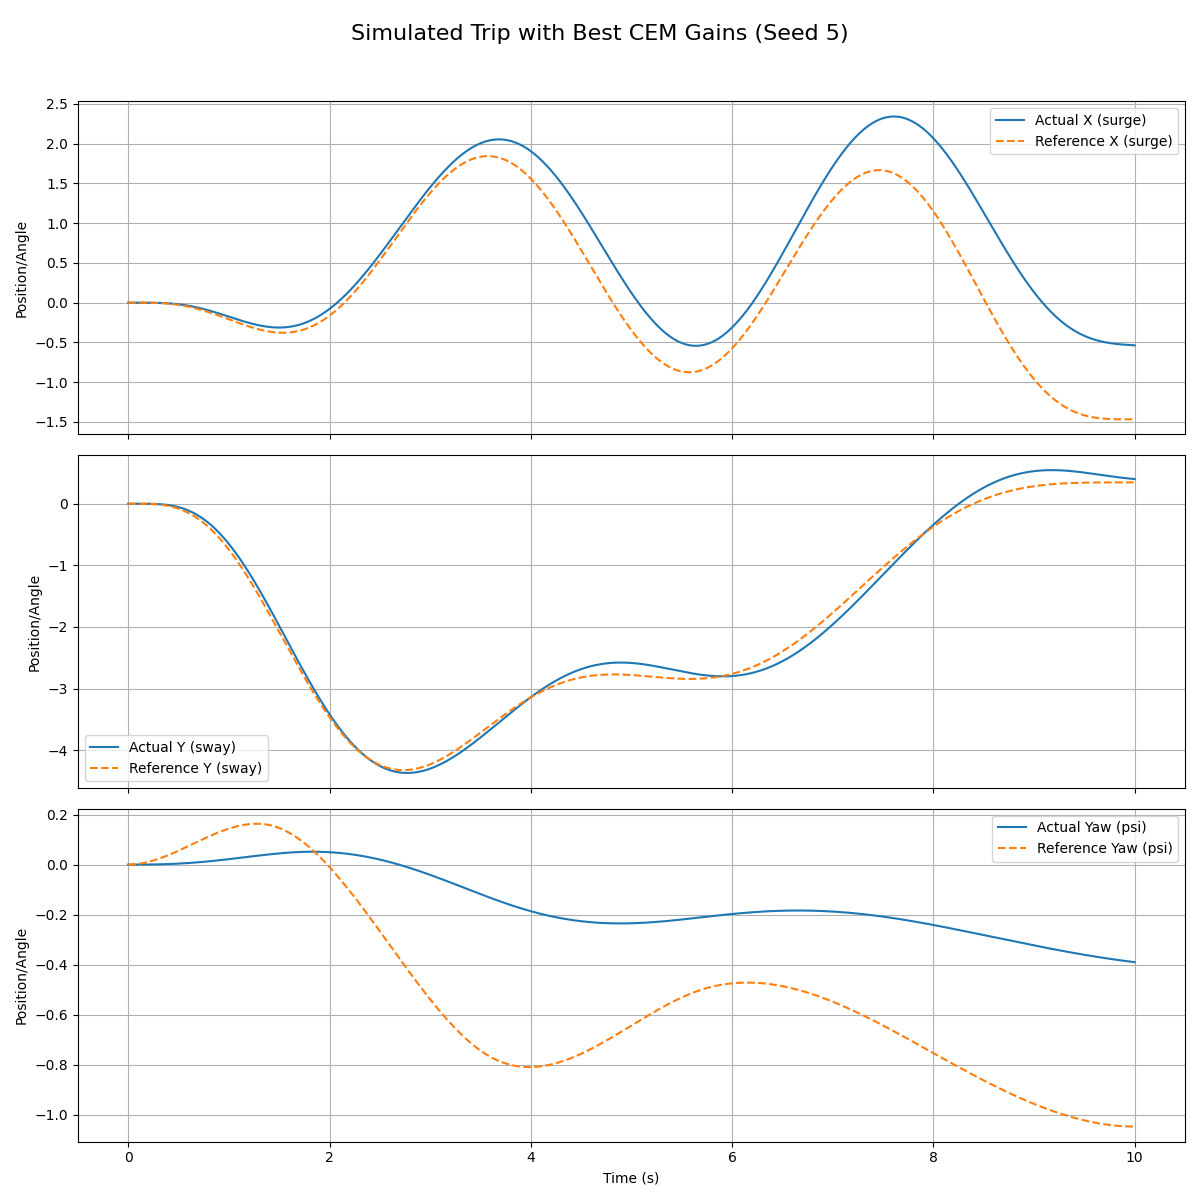 Simulated Trip with Best CEM Gains (Seed 5)
2.5
2.0
1.5
1.0
0.5
0.0
−0.5
−1.0
−1.5
Position/Angle
Actual X (surge)
Reference X (surge)
0
−1
−2
−3
−4
Position/Angle
Actual Y (sway)
Reference Y (sway)
0.2
0.0
−0.2
−0.4
−0.6
−0.8
−1.0
Position/Angle
Actual Yaw (psi)
Reference Yaw (psi)
0 2 4 6 8 10
Time (s)